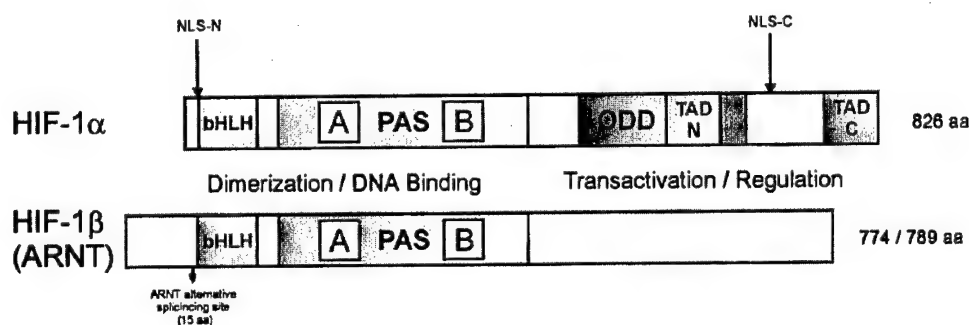 NLS-N
NLS-C
HIF-1α
bHLH
A
PAS
B
ODD
TAD
N
TAD
C
826 aa
Dimerization / DNA Binding
Transactivation / Regulation
HIF-1β
(ARNT)
bHLH
A
PAS
B
774 / 789 aa
ARNT alternative
splicincing site
(15 aa)